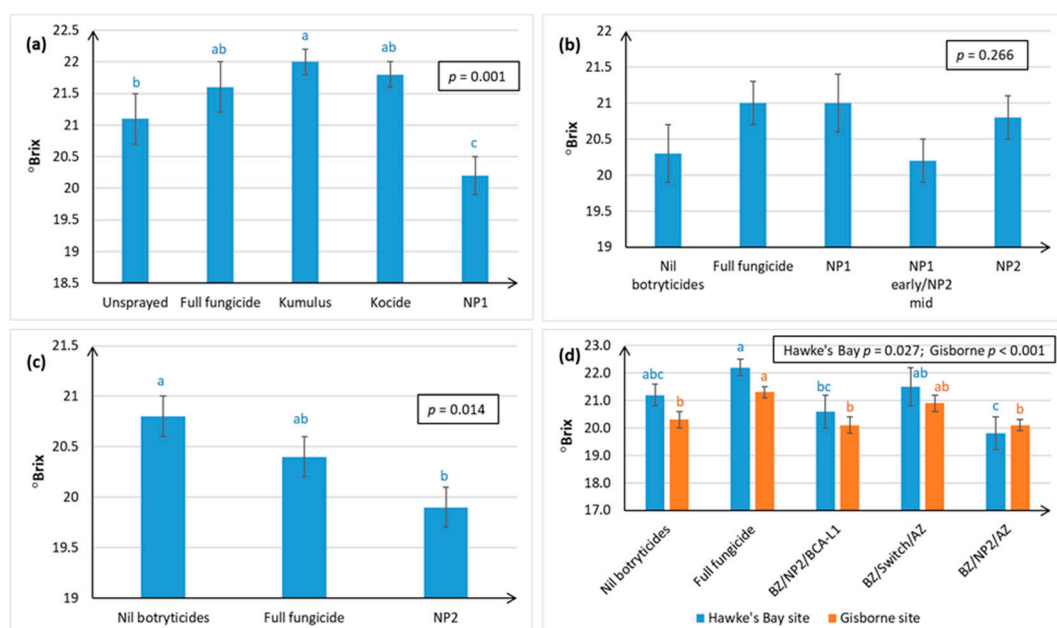 (a)
22.5
22
21.5
21
20.5
20
19.5
19
18.5
°Brix
b
ab
a
ab
c
p = 0.001
Unsprayed
Full fungicide
Kumulus
Kocide
NP1
(b)
22
21.5
21
20.5
20
19.5
19
°Brix
p = 0.266
Nil
botryticides
Full fungicide
NP1
NP1
early/NP2
mid
NP2
(c)
21.5
21
20.5
20
19.5
19
°Brix
a
ab
b
p = 0.014
Nil botryticides
Full fungicide
NP2
(d)
23.0
22.0
21.0
20.0
19.0
18.0
17.0
°Brix
Hawke's Bay p = 0.027; Gisborne p < 0.001
abc
b
a
a
bc
b
ab
ab
c
b
Nil botryticides
Full fungicide
BZ/NP2/BCA-L1
BZ/Switch/AZ
BZ/NP2/AZ
Hawke's Bay site
Gisborne site